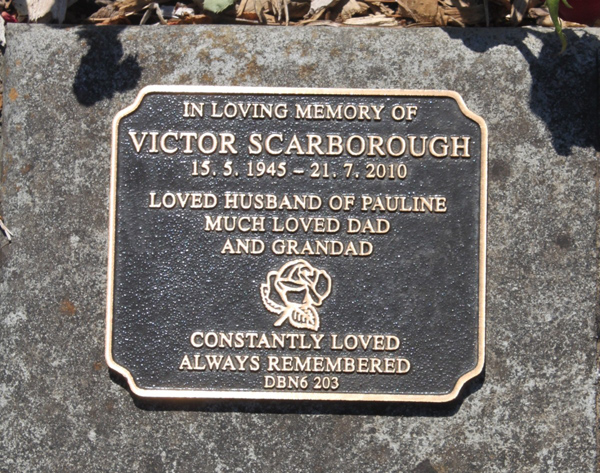 IN LOVING MEMORY OF
VICTOR SCARBOROUGH
15. 5. 1945 – 21. 7. 2010
LOVED HUSBAND OF PAULINE
MUCH LOVED DAD
AND GRANDAD
CONSTANTLY LOVED
ALWAYS REMEMBERED
DBN6 203